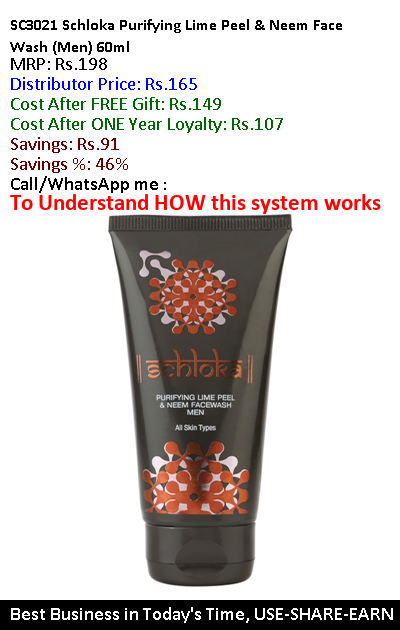 SC3021 Schloka Purifying Lime Peel & Neem Face
Wash (Men) 60ml
MRP: Rs.198
Distributor Price: Rs.165
Cost After FREE Gift: Rs.149
Cost After ONE Year Loyalty: Rs.107
Savings: Rs.91
Savings %: 46%
Call/WhatsApp me :
To Understand HOW this system works
schloka
PURIFYING LIME PEEL
& NEEM FACEWASH
MEN
All Skin Types
Best Business in Today's Time, USE-SHARE-EARN